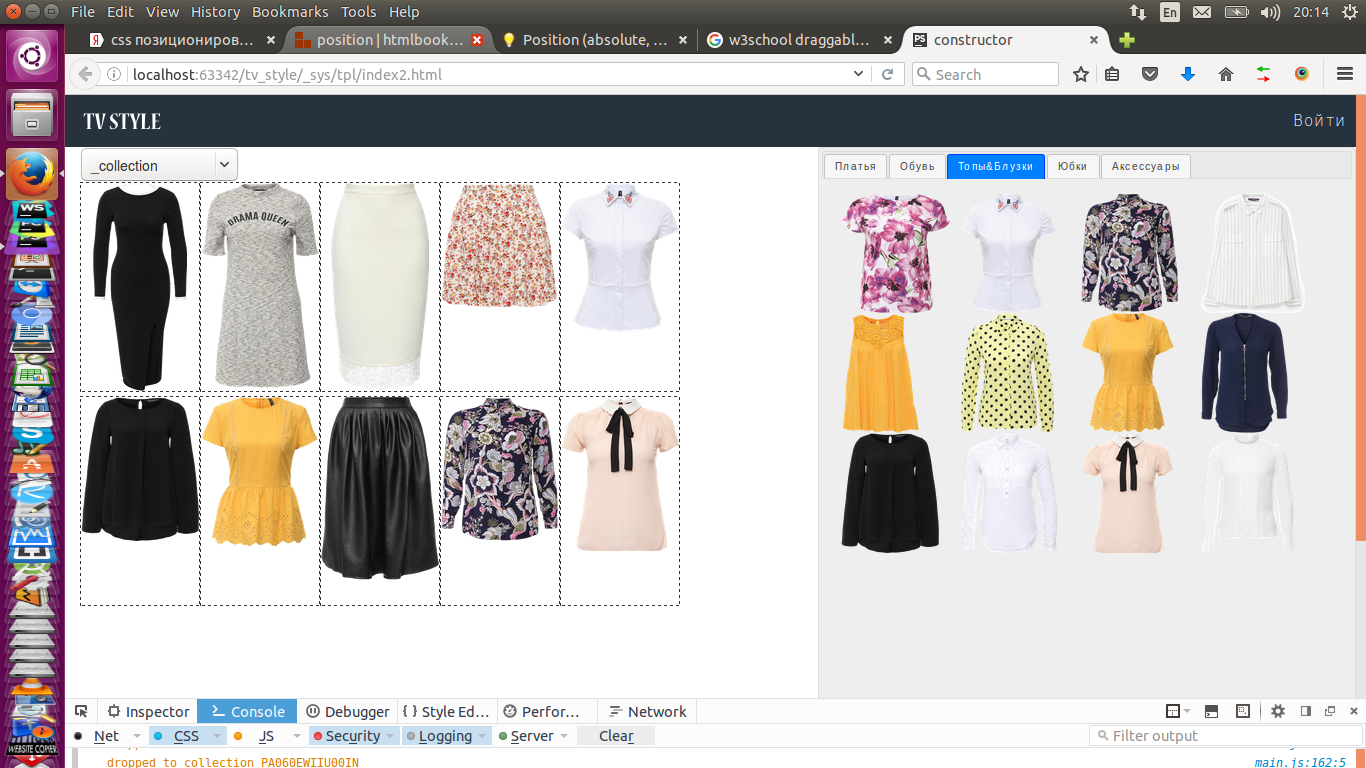 File Edit View History Bookmarks Tools Help
En
20:14
css позициониров...
position | htmlbook...
Position (absolute, ...
w3school draggabl...
constructor
localhost:63342/tv_style/_sys/tpl/index2.html
Search
TV STYLE
Войти
_collection
Платья Обувь Топы&Блузки Юбки Аксессуары
DRAMA QUEEN
Inspector Console Debugger Style Ed... Perfor... Network
Net CSS JS Security Logging Server Clear
Filter output
dropped to collection PA060EWIIU00IN
main.js:162:5
WEBSITE COPIER